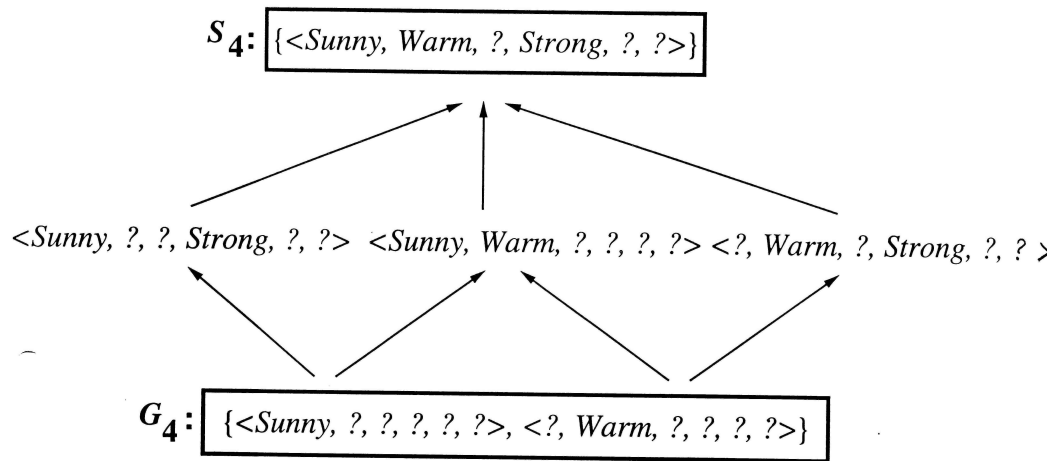 S4: {<Sunny, Warm, ?, Strong, ?, ?>}
<Sunny, ?, ?, Strong, ?, ?> <Sunny, Warm, ?, ?, ?, ?> <?, Warm, ?, Strong, ?, ? >
G4: {<Sunny, ?, ?, ?, ?, ?>, <?, Warm, ?, ?, ?, ?>}